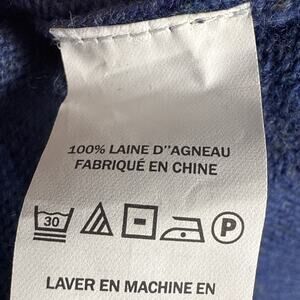 100% LAINE D''AGNEAU
FABRIQUÉ EN CHINE
30
P
LAVER EN MACHINE EN